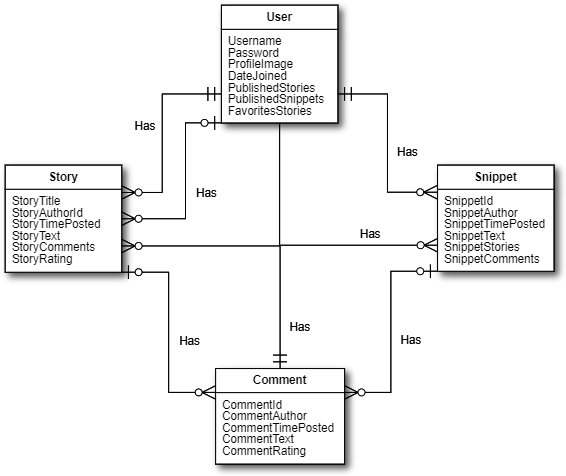 User
Username
Password
ProfileImage
DateJoined
PublishedStories
PublishedSnippets
FavoritesStories
Has
Has
Has
Story
StoryTitle
StoryAuthorId
StoryTimePosted
StoryText
StoryComments
StoryRating
Has
Snippet
SnippetId
SnippetAuthor
SnippetTimePosted
SnippetText
SnippetStories
SnippetComments
Has
Has
Has
Comment
CommentId
CommentAuthor
CommentTimePosted
CommentText
CommentRating